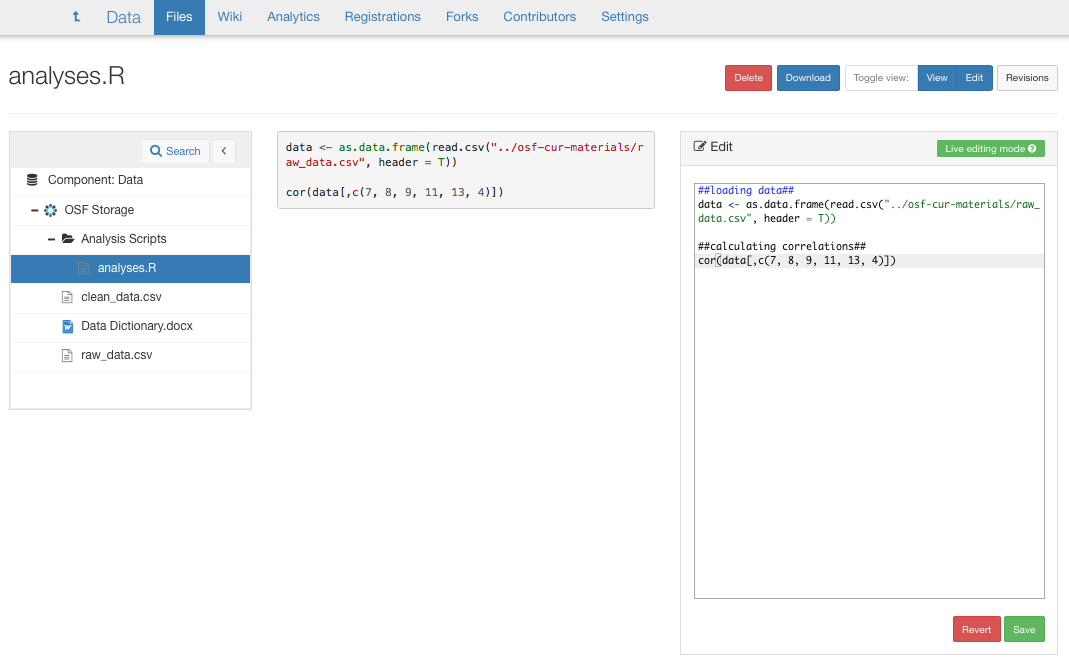 Data Files Wiki Analytics Registrations Forks Contributors Settings
analyses.R
Delete Download Toggle view: View Edit Revisions
Search
Component: Data
OSF Storage
Analysis Scripts
analyses.R
clean_data.csv
Data Dictionary.docx
raw_data.csv
data <- as.data.frame(read.csv("../osf-cur-materials/r
aw_data.csv", header = T))
cor(data[,c(7, 8, 9, 11, 13, 4)])
Edit
Live editing mode
##loading data##
data <- as.data.frame(read.csv("../osf-cur-materials/raw_
data.csv", header = T))
##calculating correlations##
cor(data[,c(7, 8, 9, 11, 13, 4)])
Revert Save